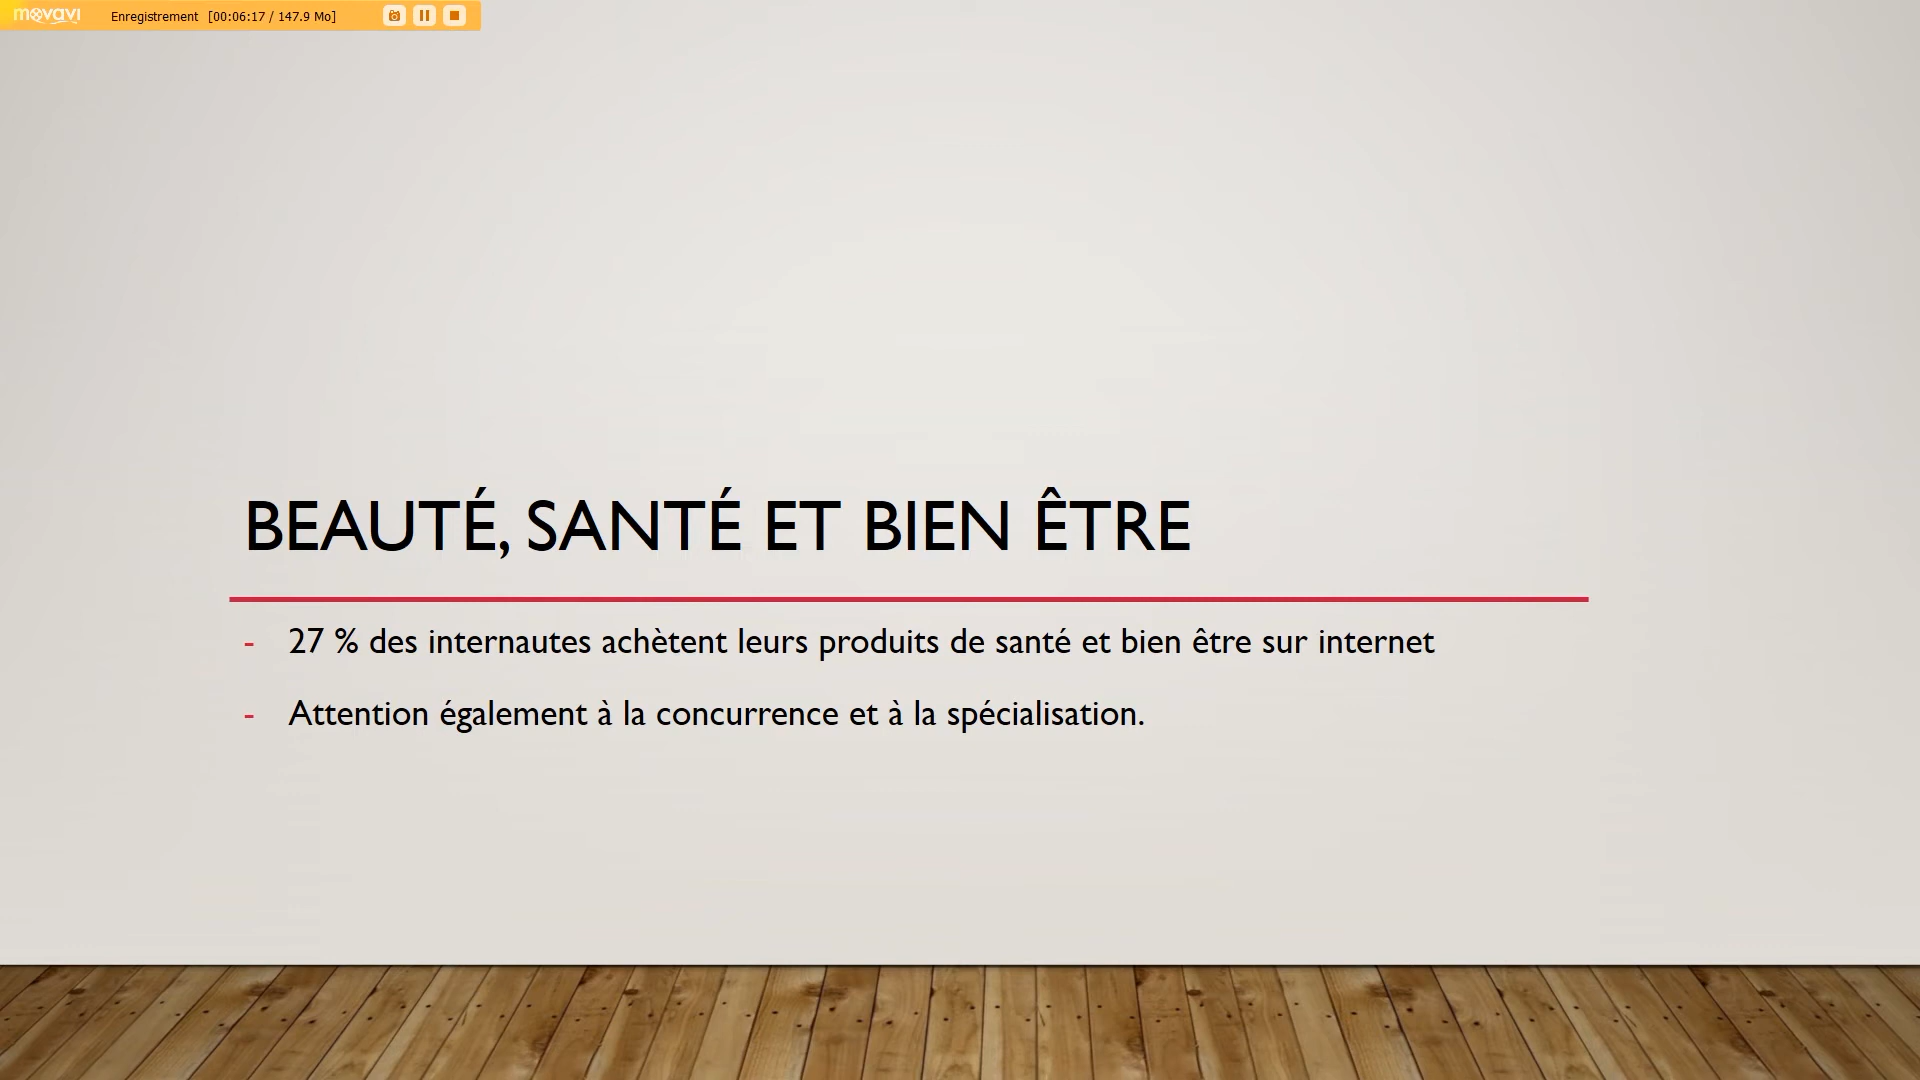 movavi Enregistrement [00:06:17 / 147.9 Mo]
BEAUTÉ, SANTÉ ET BIEN ÊTRE
- 27 % des internautes achètent leurs produits de santé et bien être sur internet
- Attention également à la concurrence et à la spécialisation.